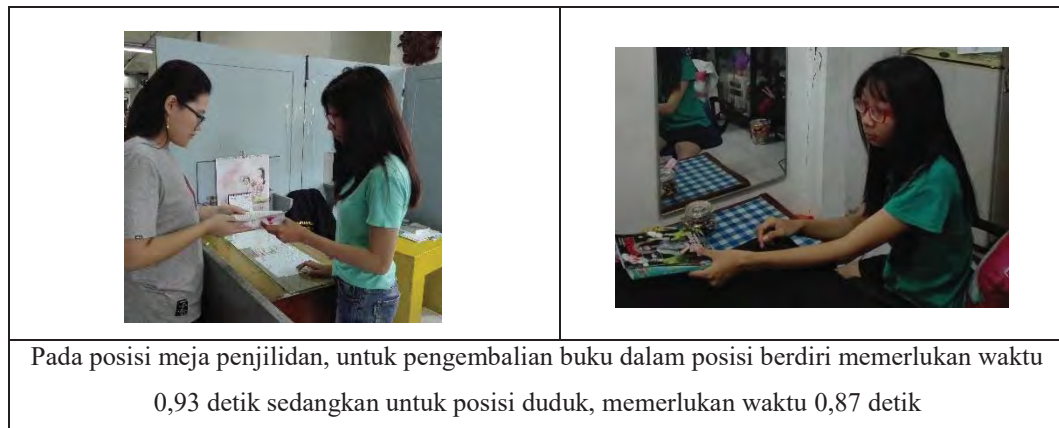 Pada posisi meja penjilidan, untuk pengembalian buku dalam posisi berdiri memerlukan waktu
0,93 detik sedangkan untuk posisi duduk, memerlukan waktu 0,87 detik